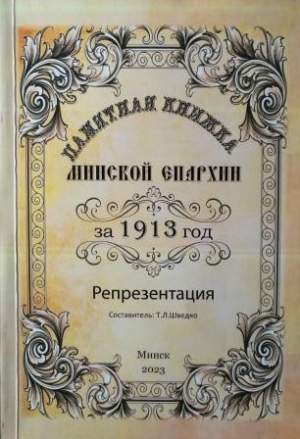 ПАМЯТНАЯ КНИЖКА
МИНСКОЙ ЕПАРХИИ
за 1913 год
Репрезентация
Составитель: Т.Л.Шведко
Минск
2023